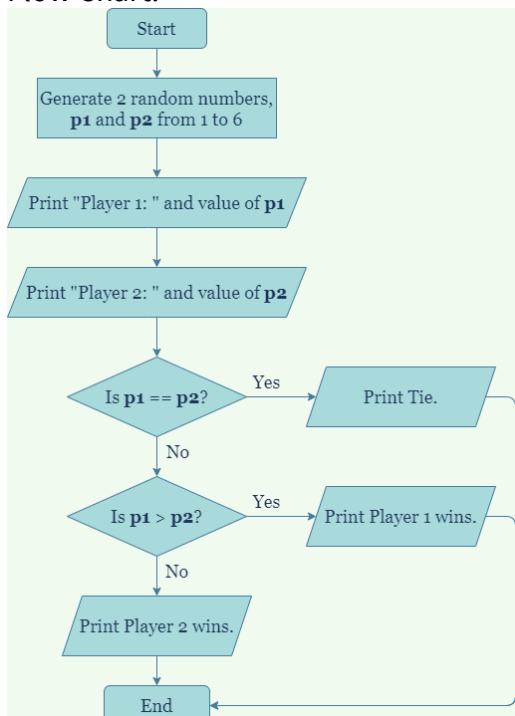 Start
Generate 2 random numbers,
p1 and p2 from 1 to 6
Print "Player 1: " and value of p1
Print "Player 2: " and value of p2
Is p1 == p2?
Yes
Print Tie.
No
Is p1 > p2?
Yes
Print Player 1 wins.
No
Print Player 2 wins.
End